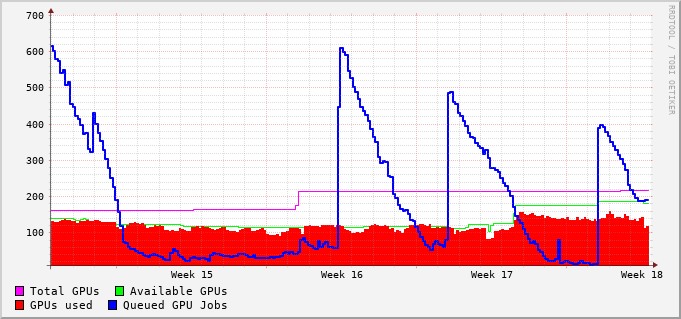 700
600
500
400
300
200
100
Week 15 Week 16 Week 17 Week 18
Total GPUs Available GPUs
GPUs used Queued GPU Jobs
RRDTOOL / TOBI OETIKER